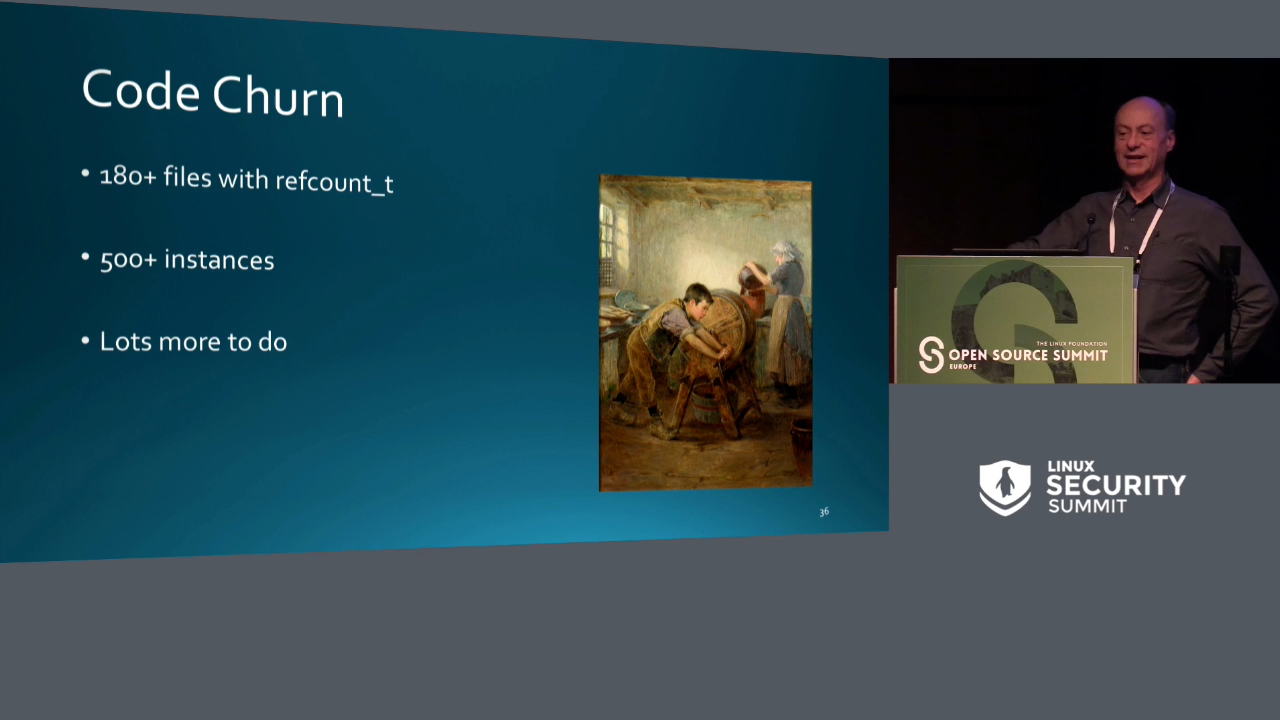 Code Churn
• 180+ files with refcount_t
• 500+ instances
• Lots more to do
36
THE LINUX FOUNDATION
OPEN SOURCE SUMMIT
EUROPE
LINUX
SECURITY
SUMMIT